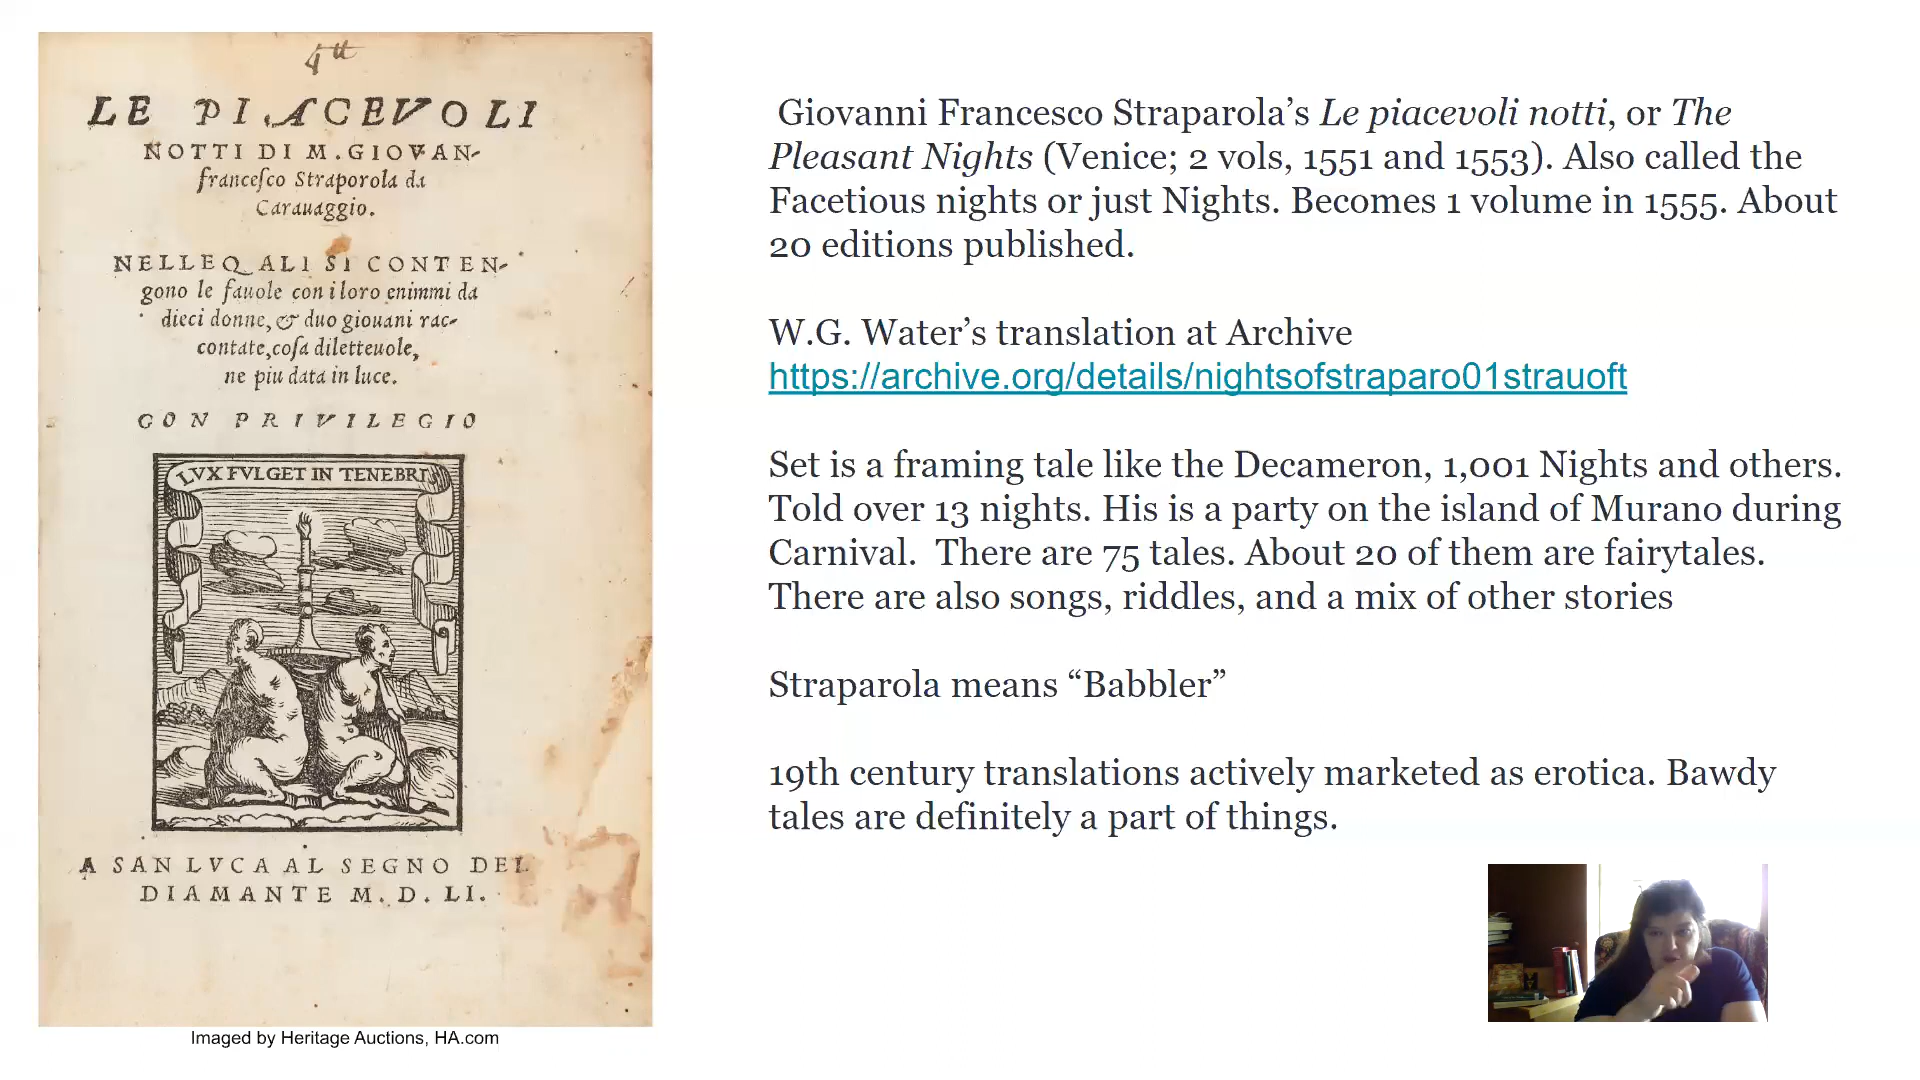 4th
LE PIACEVOLI
NOTTI DI M. GIOVAN-
franceſco Straporola da
Carauaggio.
NELLEQ ALI SI CONTEN-
gono le fauole con i loro enimmi da
dieci donne, & duo giouani rac-
contate, coſa diletteuole,
ne piu data in luce.
CON PRIVILEGIO
LVX FVLGET IN TENEBRIS
A SAN LVCA AL SEGNO DEL
DIAMANTE M. D. LI.
Imaged by Heritage Auctions, HA.com
Giovanni Francesco Straparola’s Le piacevoli notti, or The
Pleasant Nights (Venice; 2 vols, 1551 and 1553). Also called the
Facetious nights or just Nights. Becomes 1 volume in 1555. About
20 editions published.
W.G. Water’s translation at Archive
https://archive.org/details/nightsofstraparo01strauoft
Set is a framing tale like the Decameron, 1,001 Nights and others.
Told over 13 nights. His is a party on the island of Murano during
Carnival.  There are 75 tales. About 20 of them are fairytales.
There are also songs, riddles, and a mix of other stories
Straparola means “Babbler”
19th century translations actively marketed as erotica. Bawdy
tales are definitely a part of things.